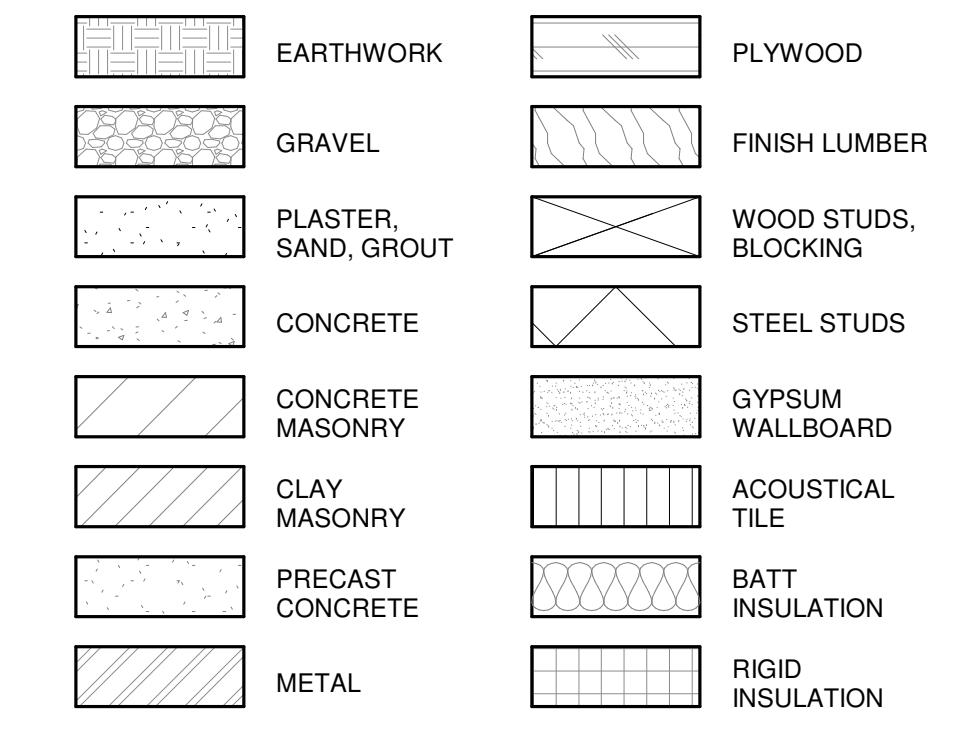 EARTHWORK
GRAVEL
PLASTER,
SAND, GROUT
CONCRETE
CONCRETE
MASONRY
CLAY
MASONRY
PRECAST
CONCRETE
METAL
PLYWOOD
FINISH LUMBER
WOOD STUDS,
BLOCKING
STEEL STUDS
GYPSUM
WALLBOARD
ACOUSTICAL
TILE
BATT
INSULATION
RIGID
INSULATION